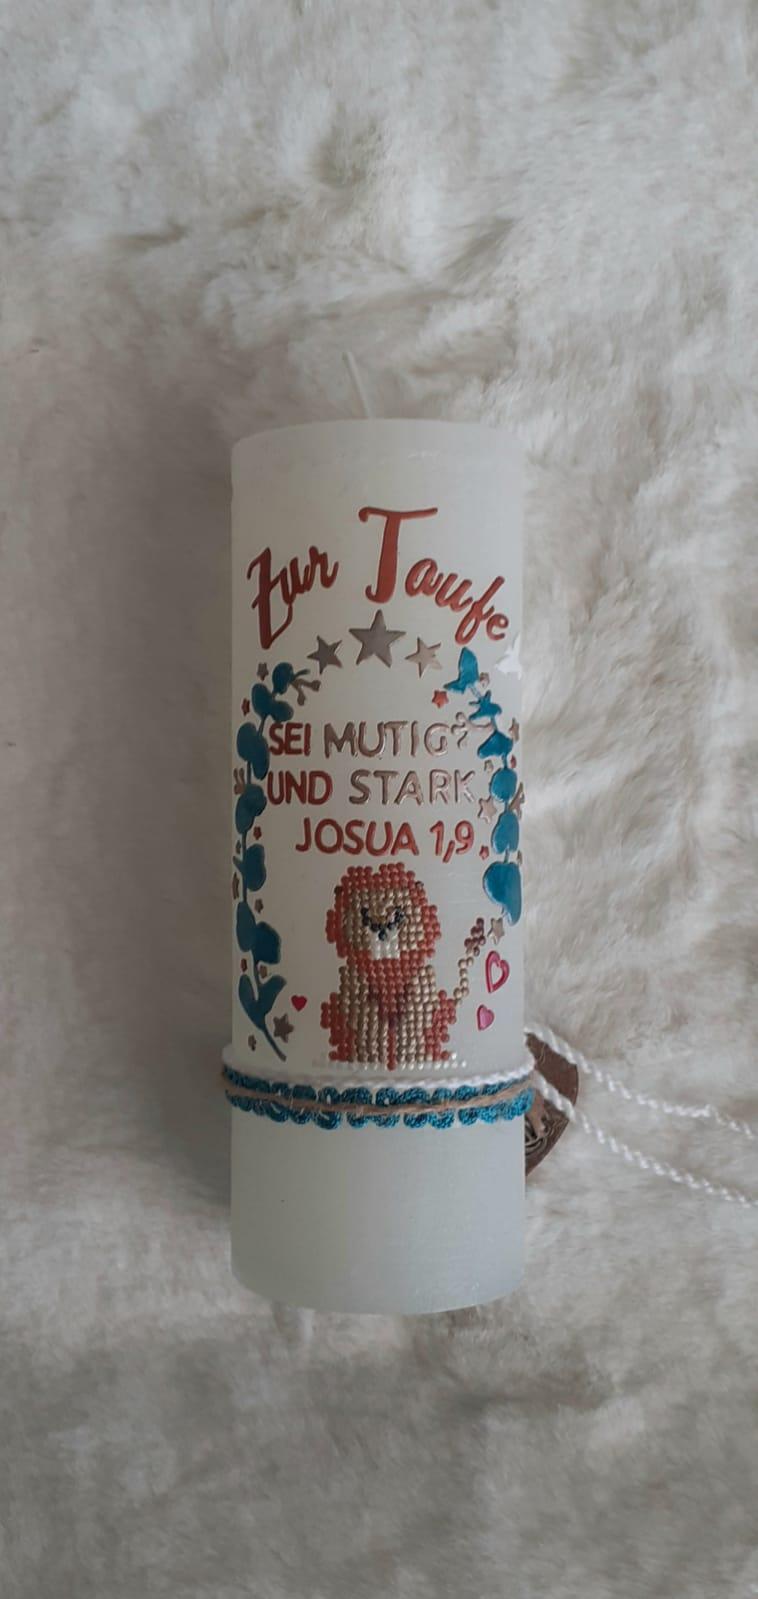 Zur Taufe
SEI MUTIG
UND STARK
JOSUA 1,9